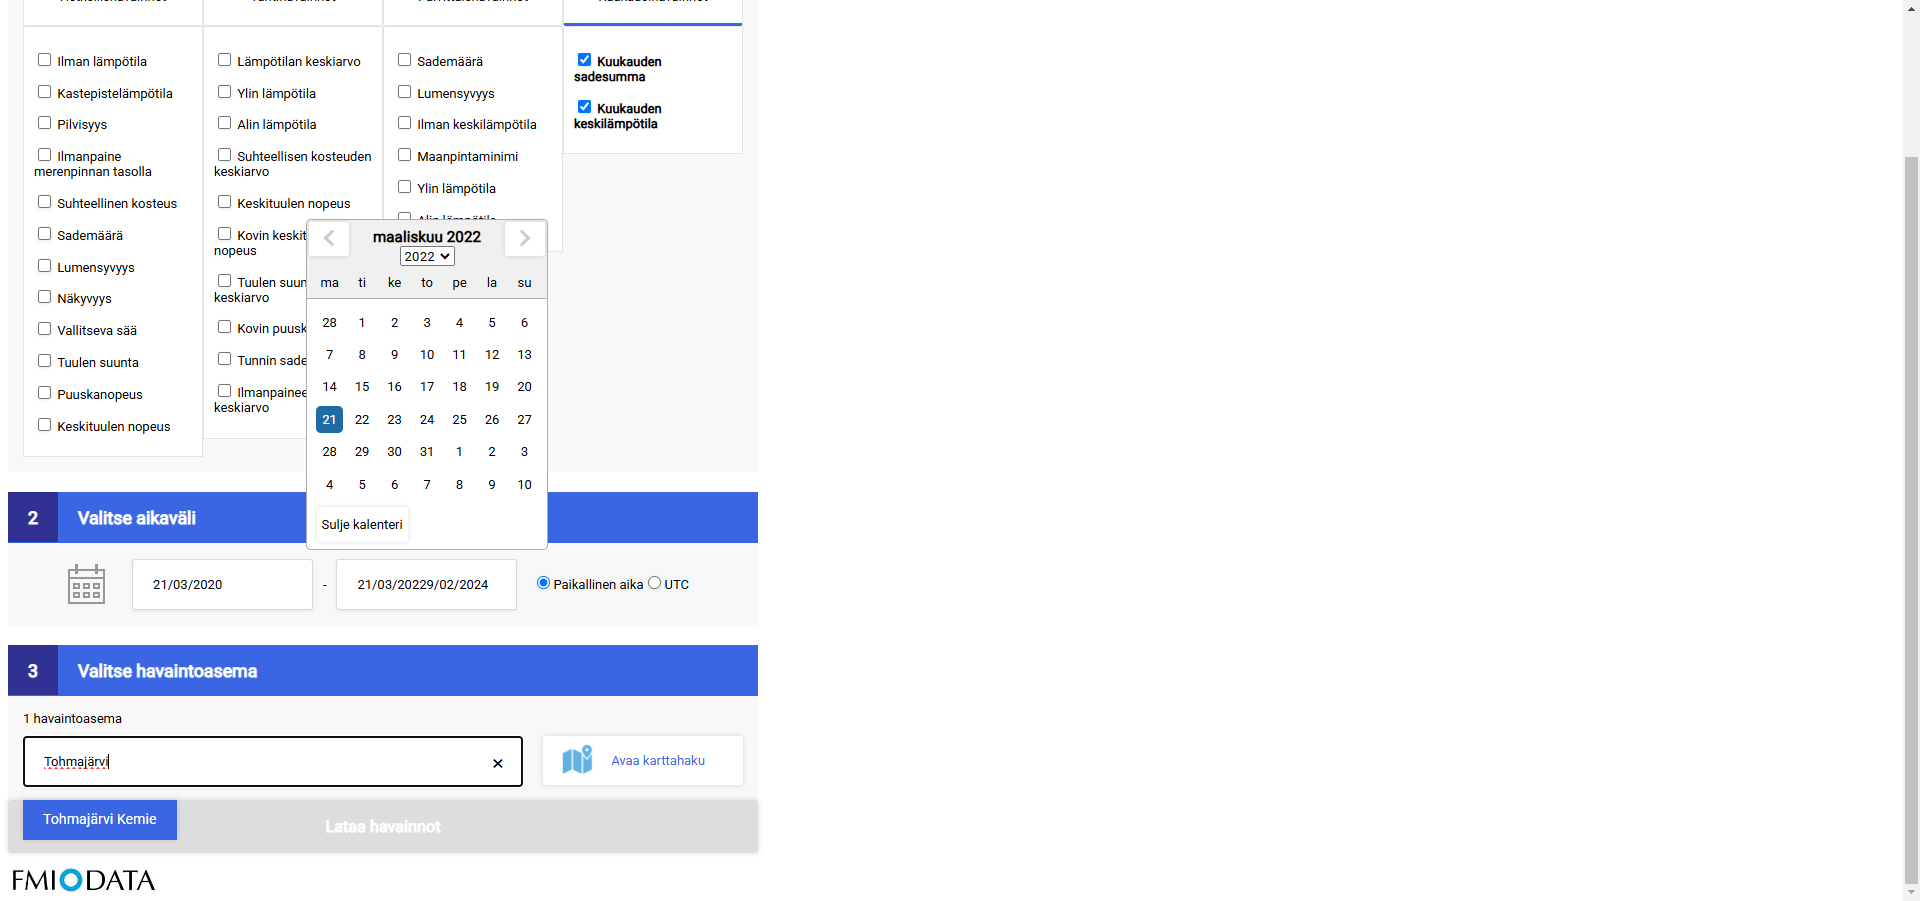 Ilman lämpötila
Kastepistelämpötila
Pilvisyys
Ilmanpaine
merenpinnan tasolla
Suhteellinen kosteus
Sademäärä
Lumensyvyys
Näkyvyys
Vallitseva sää
Tuulen suunta
Puuskanopeus
Keskituulen nopeus
Lämpötilan keskiarvo
Ylin lämpötila
Alin lämpötila
Suhteellisen kosteuden
keskiarvo
Keskituulen nopeus
Kovin keskit
nopeus
Tuulen suun
keskiarvo
Kovin puusk
Tunnin sade
Ilmanpainee
keskiarvo
Sademäärä
Lumensyvyys
Ilman keskilämpötila
Maanpintaminimi
Ylin lämpötila
Kuukauden
sadesumma
Kuukauden
keskilämpötila
maaliskuu 2022
2022
ma ti ke to pe la su
28 1 2 3 4 5 6
7 8 9 10 11 12 13
14 15 16 17 18 19 20
21 22 23 24 25 26 27
28 29 30 31 1 2 3
4 5 6 7 8 9 10
Sulje kalenteri
2 Valitse aikaväli
21/03/2020 - 21/03/20229/02/2024 Paikallinen aika UTC
3 Valitse havaintoasema
1 havaintoasema
Tohmajärvi × Avaa karttahaku
Tohmajärvi Kemie
Lataa havainnot
FMI DATA